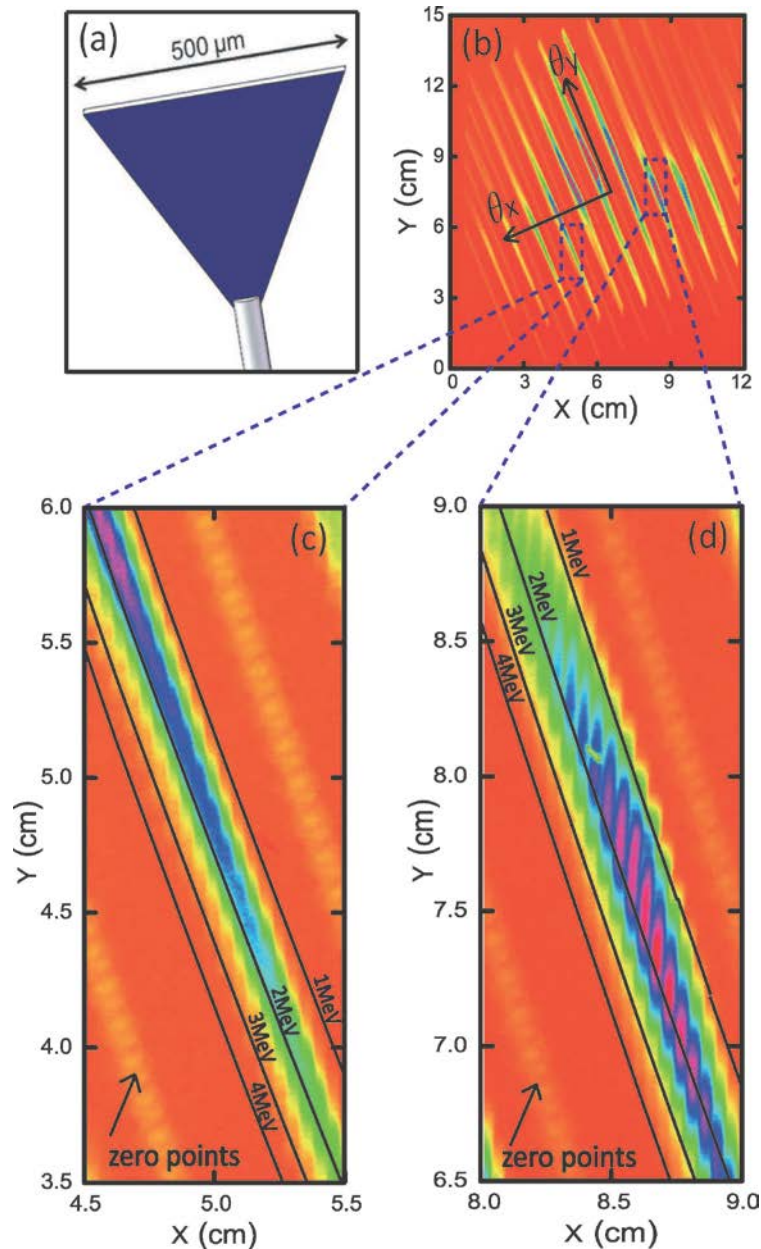 (a)
500 μm
(b)
θy
θx
15
12
9
6
3
0
Y (cm)
0 3 6 9 12
X (cm)
(c)
6.0
5.5
5.0
4.5
4.0
3.5
Y (cm)
1MeV
2MeV
3MeV
4MeV
zero points
4.5 5.0 5.5
X (cm)
(d)
9.0
8.5
8.0
7.5
7.0
6.5
Y (cm)
1MeV
2MeV
3MeV
4MeV
zero points
8.0 8.5 9.0
X (cm)